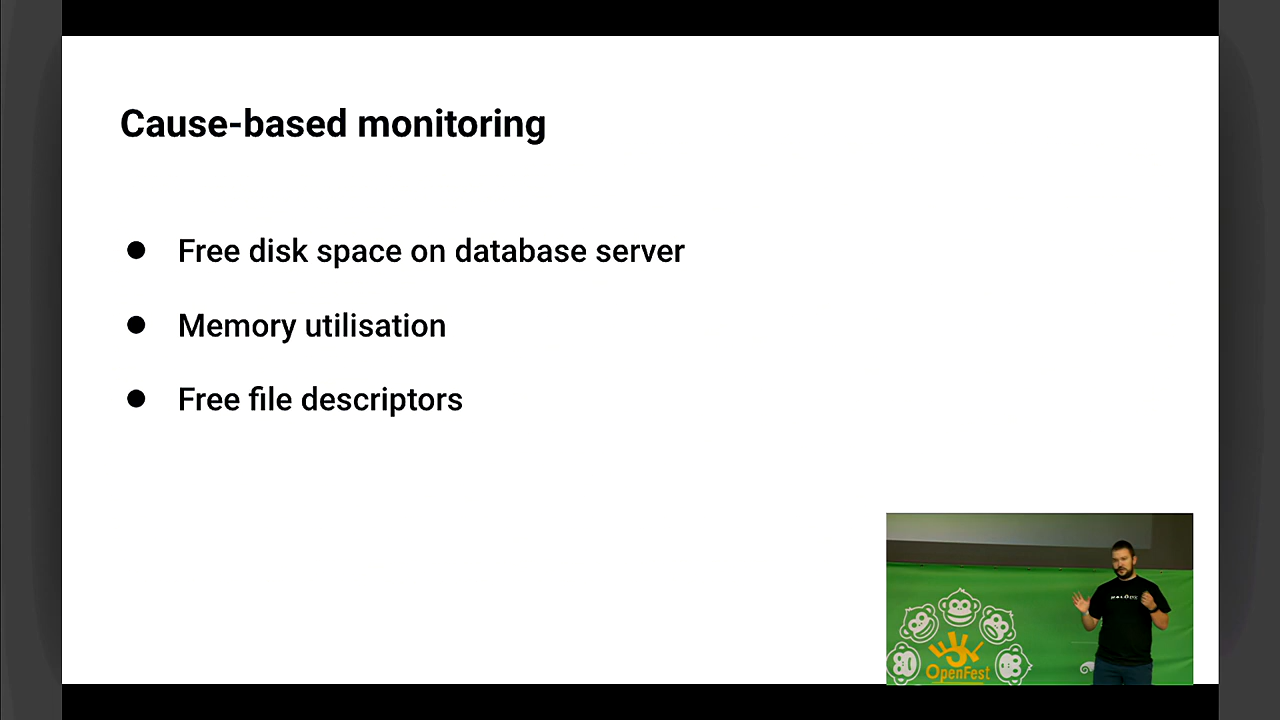 Cause-based monitoring
● Free disk space on database server
● Memory utilisation
● Free file descriptors
OpenFest